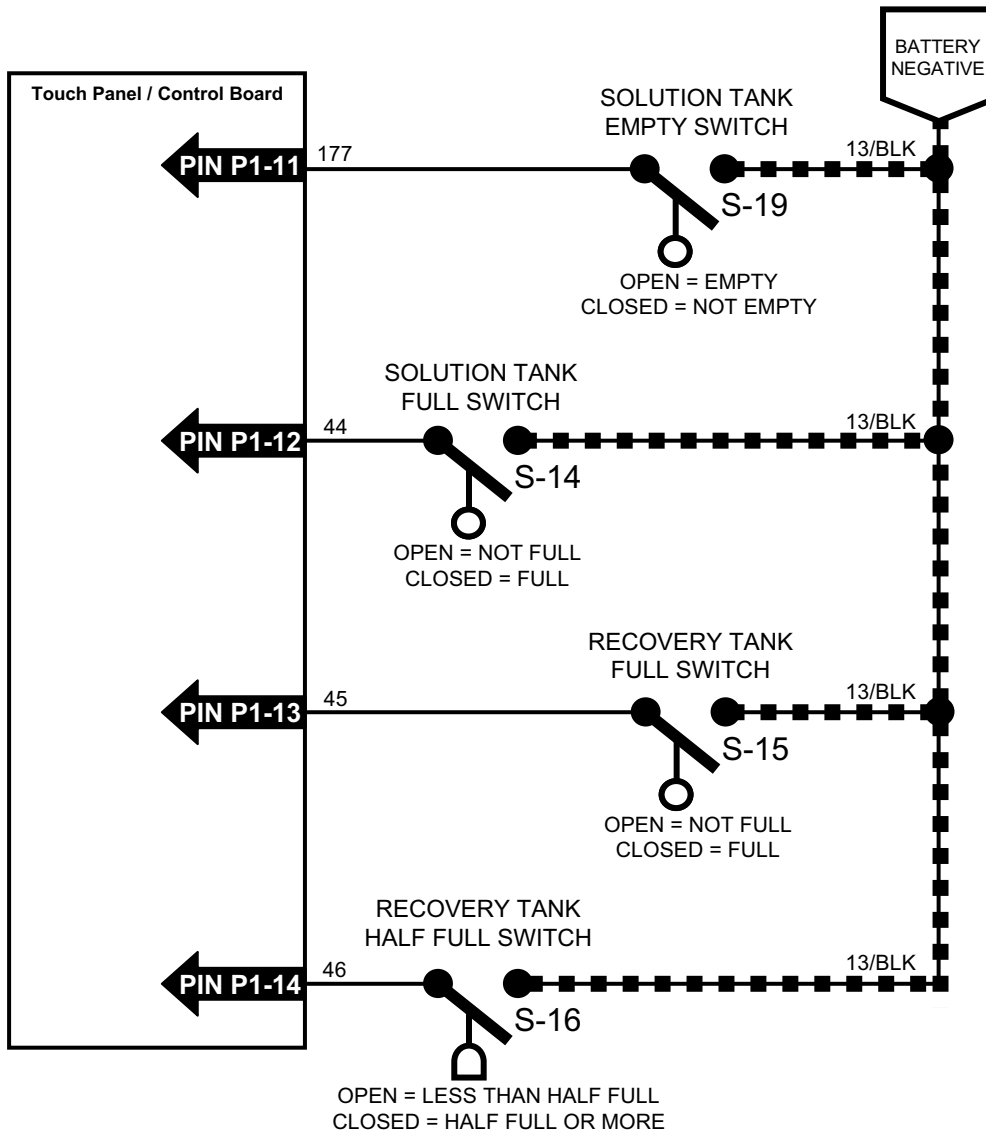 BATTERY
NEGATIVE
Touch Panel / Control Board
SOLUTION TANK
EMPTY SWITCH
PIN P1-11
177
13/BLK
S-19
OPEN = EMPTY
CLOSED = NOT EMPTY
SOLUTION TANK
FULL SWITCH
PIN P1-12
44
13/BLK
S-14
OPEN = NOT FULL
CLOSED = FULL
RECOVERY TANK
FULL SWITCH
PIN P1-13
45
13/BLK
S-15
OPEN = NOT FULL
CLOSED = FULL
RECOVERY TANK
HALF FULL SWITCH
PIN P1-14
46
13/BLK
S-16
OPEN = LESS THAN HALF FULL
CLOSED = HALF FULL OR MORE